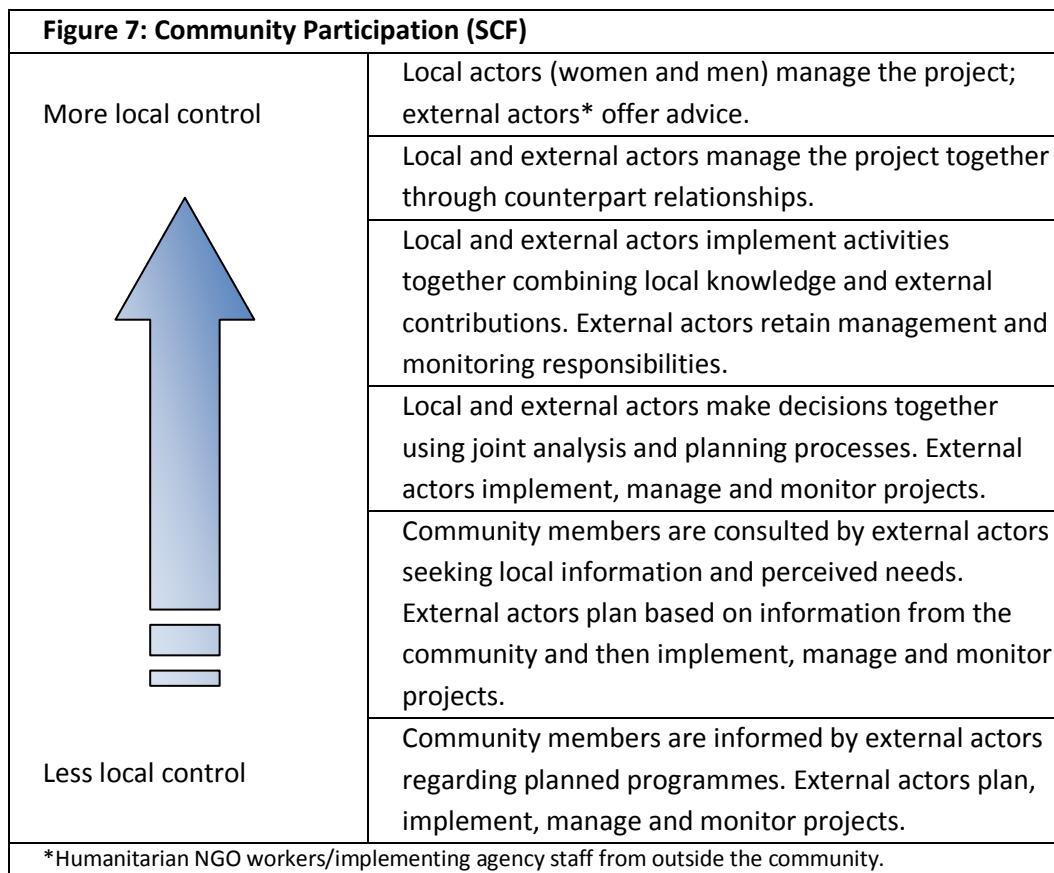 Figure 7: Community Participation (SCF)
More local control
Local actors (women and men) manage the project;
external actors* offer advice.
Local and external actors manage the project together
through counterpart relationships.
Local and external actors implement activities
together combining local knowledge and external
contributions. External actors retain management and
monitoring responsibilities.
Local and external actors make decisions together
using joint analysis and planning processes. External
actors implement, manage and monitor projects.
Community members are consulted by external actors
seeking local information and perceived needs.
External actors plan based on information from the
community and then implement, manage and monitor
projects.
Less local control
Community members are informed by external actors
regarding planned programmes. External actors plan,
implement, manage and monitor projects.
*Humanitarian NGO workers/implementing agency staff from outside the community.